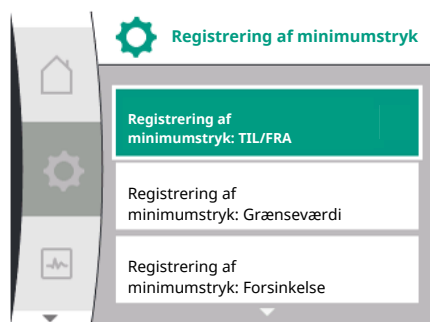 Registrering af minimumstryk
Registrering af
minimumstryk: TIL/FRA
Registrering af
minimumstryk: Grænseværdi
Registrering af
minimumstryk: Forsinkelse